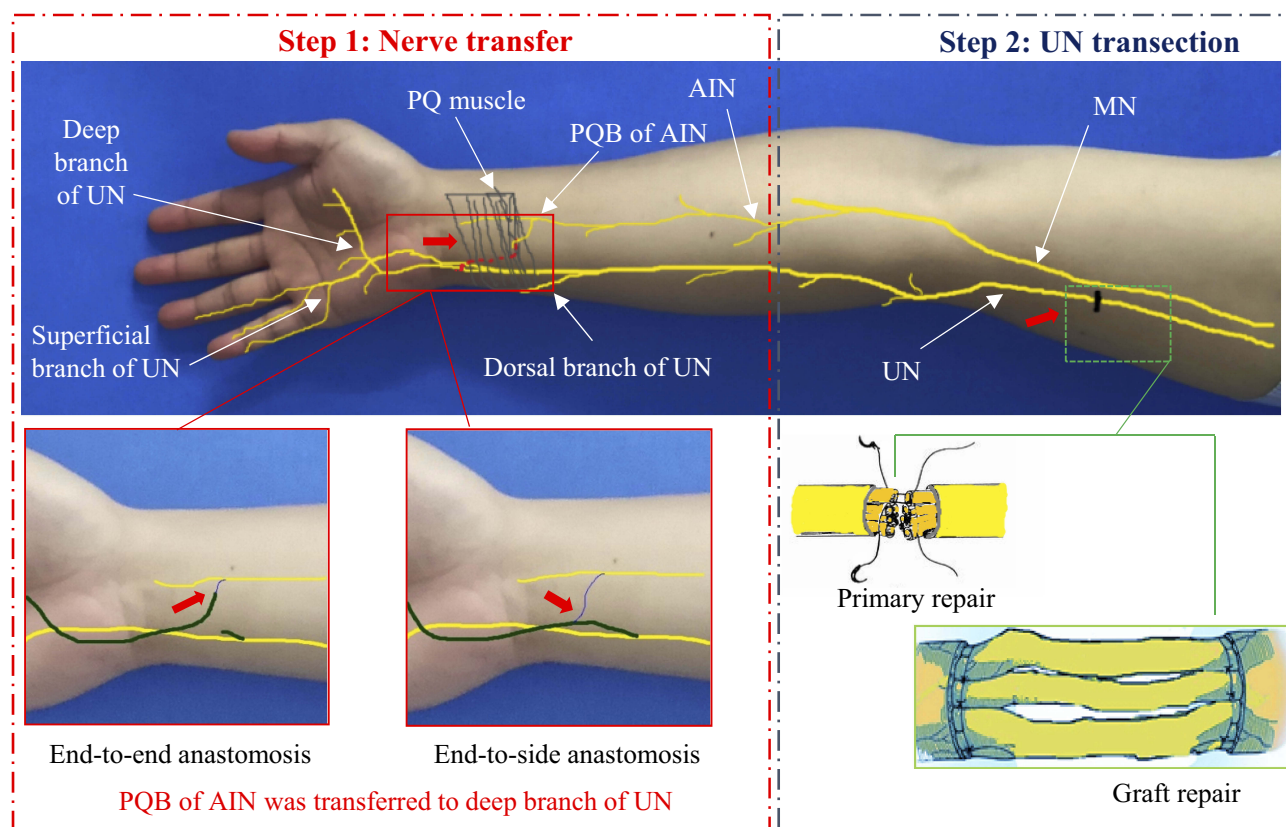 Step 1: Nerve transfer
Step 2: UN transection
PQ muscle
AIN
MN
Deep
branch
of UN
PQB of AIN
Superficial
branch of UN
Dorsal branch of UN
UN
Primary repair
End-to-end anastomosis
End-to-side anastomosis
Graft repair
PQB of AIN was transferred to deep branch of UN